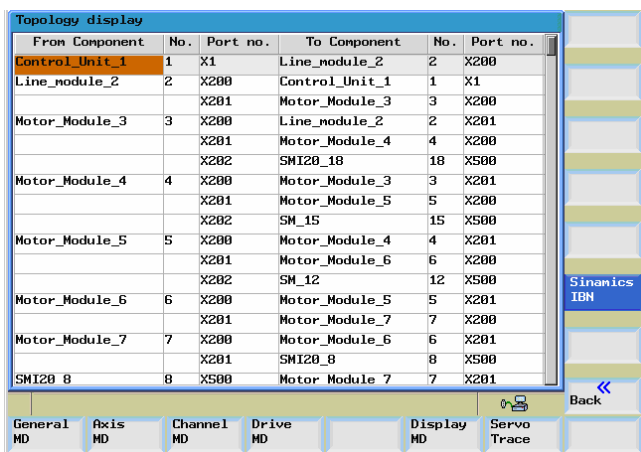 Topology display
From Component No. Port no. To Component No. Port no.
Control_Unit_1 1 X1 Line_module_2 2 X200
Line_module_2 2 X200 Control_Unit_1 1 X1
X201 Motor_Module_3 3 X200
Motor_Module_3 3 X200 Line_module_2 2 X201
X201 Motor_Module_4 4 X200
X202 SMI20_18 18 X500
Motor_Module_4 4 X200 Motor_Module_3 3 X201
X201 Motor_Module_5 5 X200
X202 SM_15 15 X500
Motor_Module_5 5 X200 Motor_Module_4 4 X201
X201 Motor_Module_6 6 X200
X202 SM_12 12 X500
Motor_Module_6 6 X200 Motor_Module_5 5 X201
X201 Motor_Module_7 7 X200
Motor_Module_7 7 X200 Motor_Module_6 6 X201
X201 SMI20_8 8 X500
SMI20_8 8 X500 Motor_Module_7 7 X201
Sinamics
IBN
«
Back
General MD
Axis MD
Channel MD
Drive MD
Display MD
Servo Trace